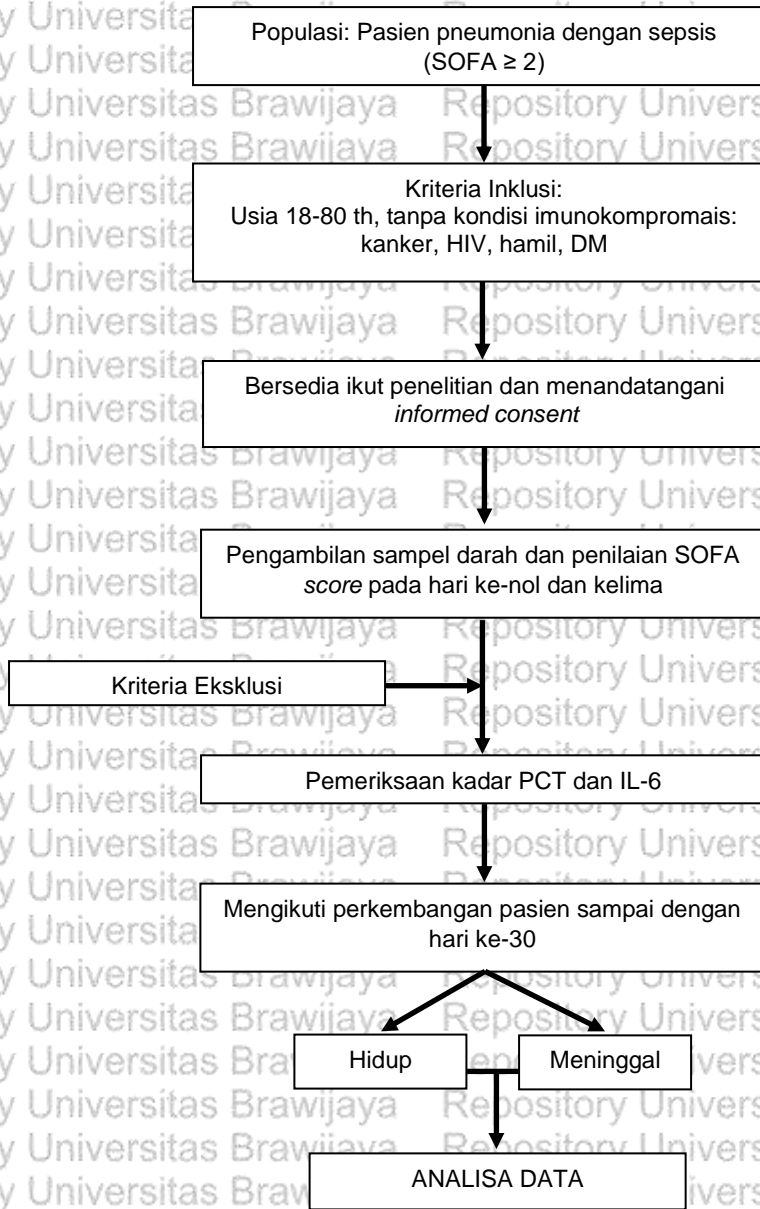 Populasi: Pasien pneumonia dengan sepsis
(SOFA ≥ 2)
Kriteria Inklusi:
Usia 18-80 th, tanpa kondisi imunokompromais:
kanker, HIV, hamil, DM
Bersedia ikut penelitian dan menandatangani
informed consent
Pengambilan sampel darah dan penilaian SOFA
score pada hari ke-nol dan kelima
Kriteria Eksklusi
Pemeriksaan kadar PCT dan IL-6
Mengikuti perkembangan pasien sampai dengan
hari ke-30
Hidup
Meninggal
ANALISA DATA
Universitas Brawijaya Repository